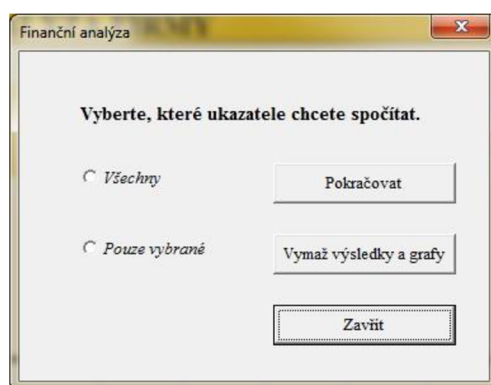 Finanční analýza
Vyberte, které ukazatele chcete spočítat.
Všechny
Pokračovat
Pouze vybrané
Vymaž výsledky a grafy
Zavřít